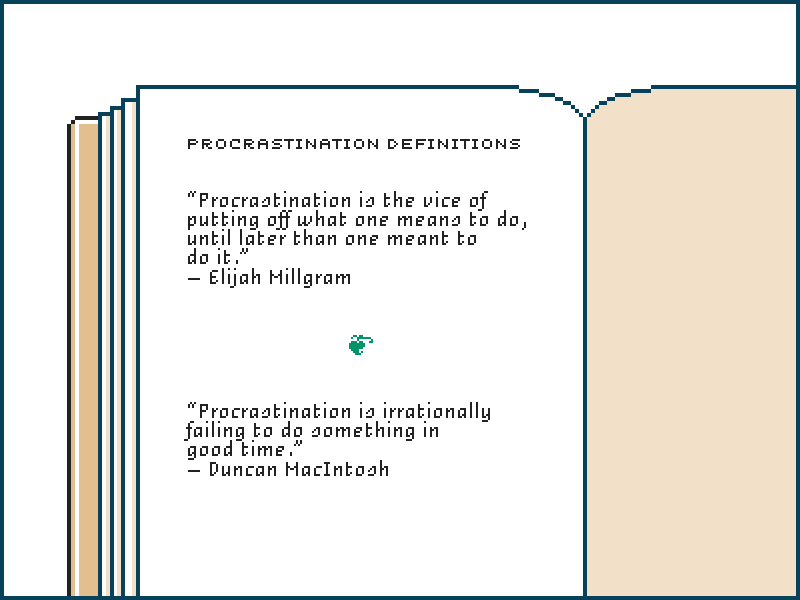 PROCRASTINATION DEFINITIONS
“Procrastination is the vice of
putting off what one means to do,
until later than one meant to
do it.”
— Elijah Millgram
❦
“Procrastination is irrationally
failing to do something in
good time.”
— Duncan MacIntosh